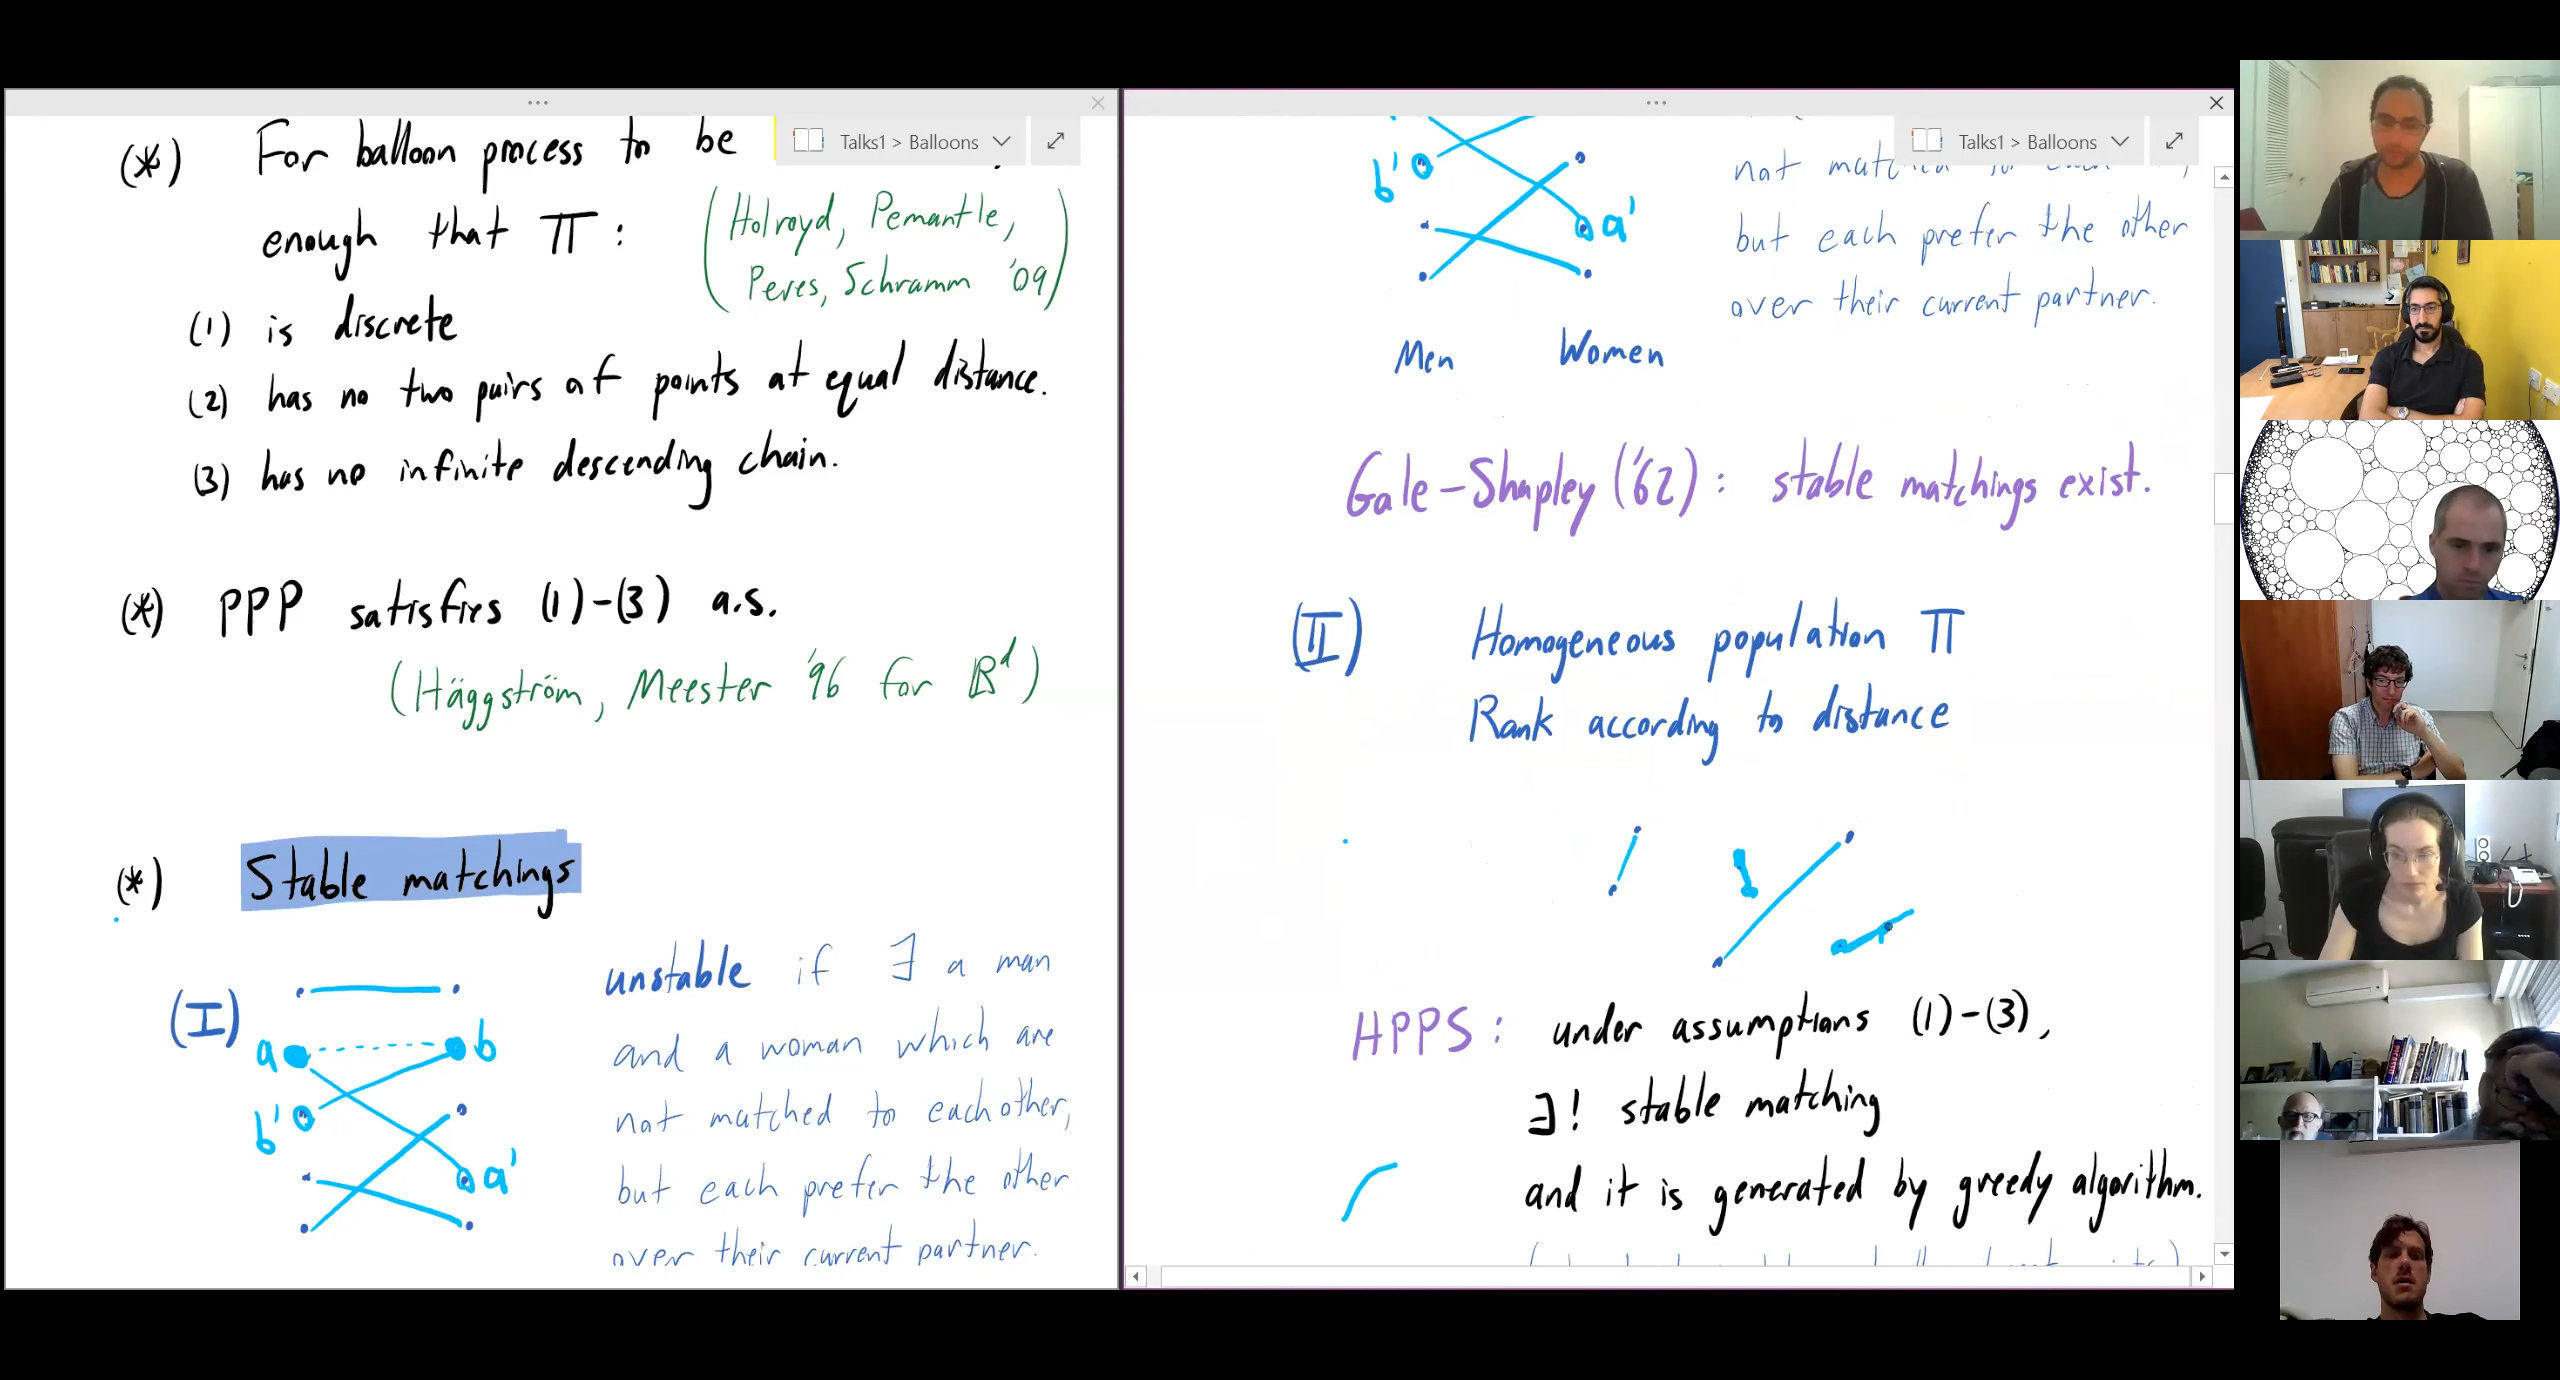 Talks1 > Balloons
(*) For balloon process to be
enough that Π :
(Holroyd, Pemantle,
Peres, Schramm '09)
(1) is discrete
(2) has no two pairs of points at equal distance.
(3) has no infinite descending chain.
(*) PPP satisfies (1)-(3) a.s.
(Häggström, Meester '96 for ℝᵈ)
(*) Stable matchings
(I)
a
b
b'
a'
unstable if ∃ a man
and a woman which are
not matched to each other,
but each prefer the other
over their current partner.
Talks1 > Balloons
b'
a'
Men
Women
not
but each prefer the other
over their current partner.
Gale-Shapley ('62): stable matchings exist.
(II) Homogeneous population Π
Rank according to distance
HPPS: under assumptions (1)-(3),
∃! stable matching
and it is generated by greedy algorithm.